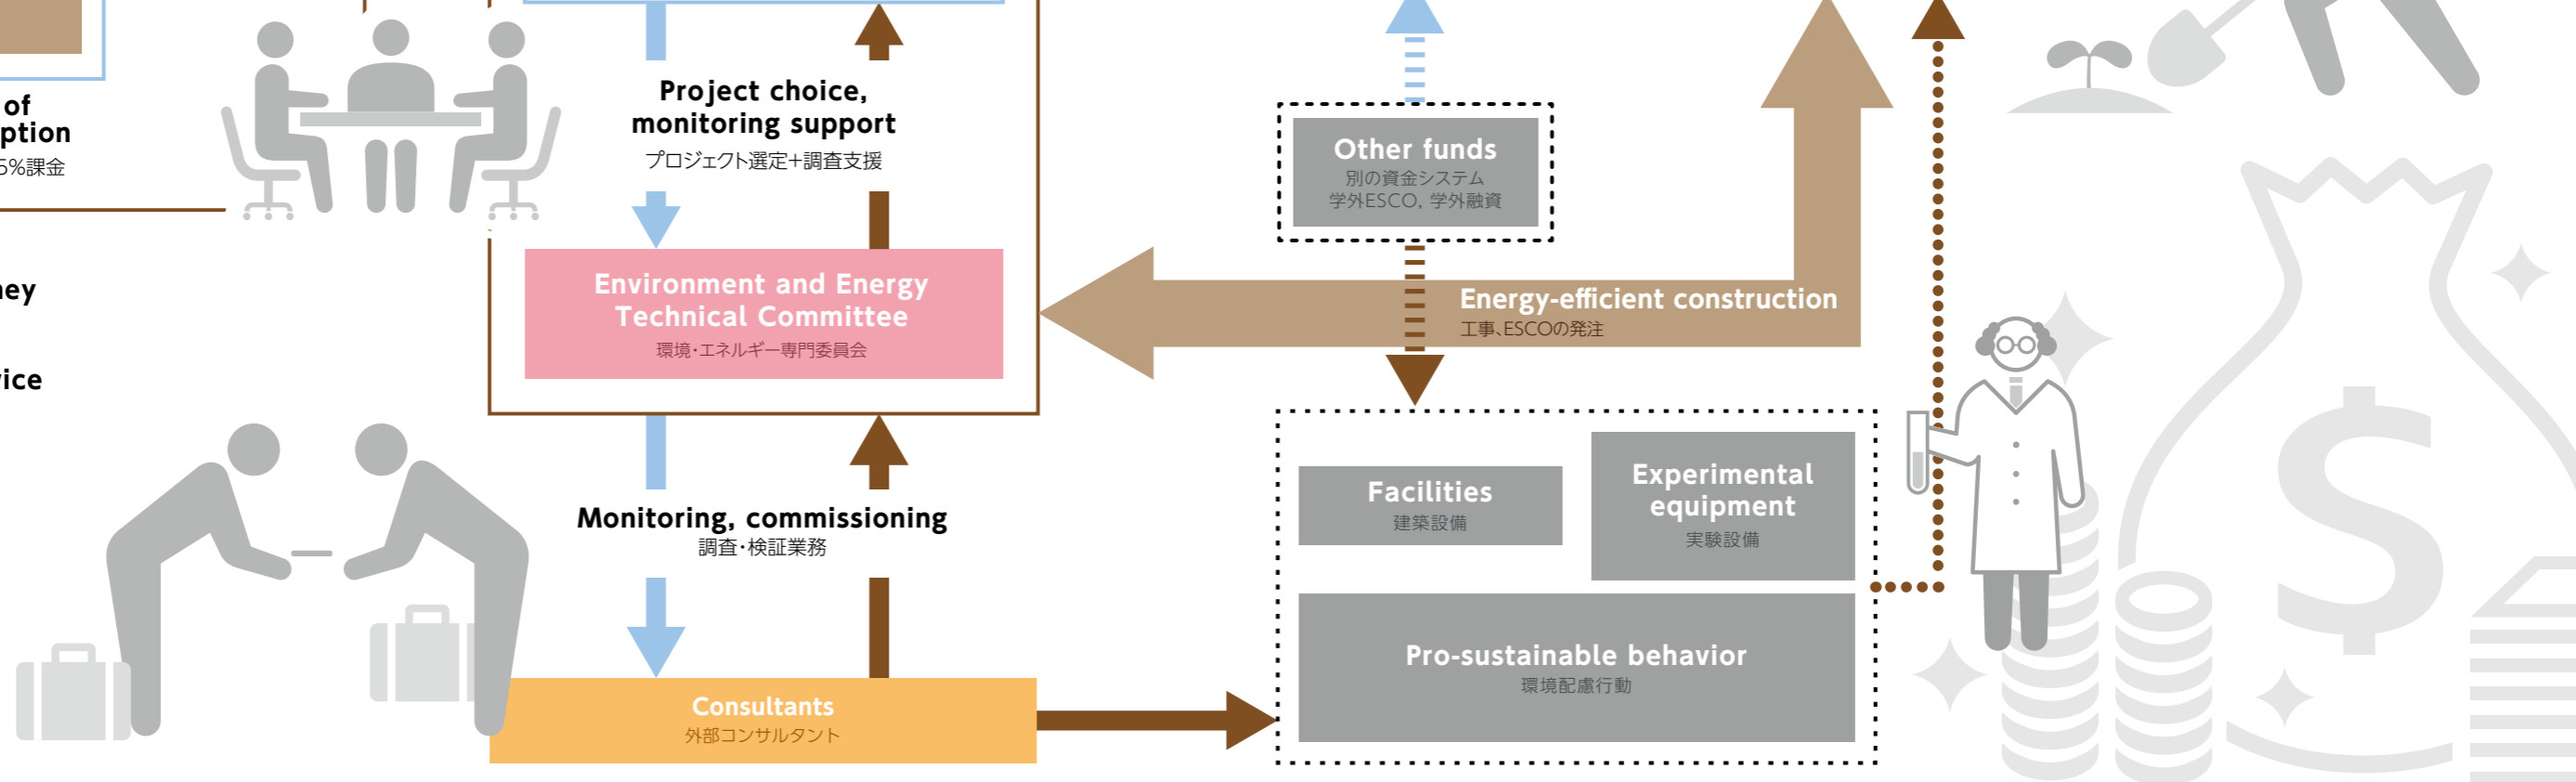 of
ption
5%課金
ney
ice
Project choice,
monitoring support
プロジェクト選定+調査支援
Environment and Energy
Technical Committee
環境・エネルギー専門委員会
Monitoring, commissioning
調査・検証業務
Consultants
外部コンサルタント
Other funds
別の資金システム
学外ESCO, 学外融資
Energy-efficient construction
工事、ESCOの発注
Facilities
建築設備
Experimental
equipment
実験設備
Pro-sustainable behavior
環境配慮行動
$